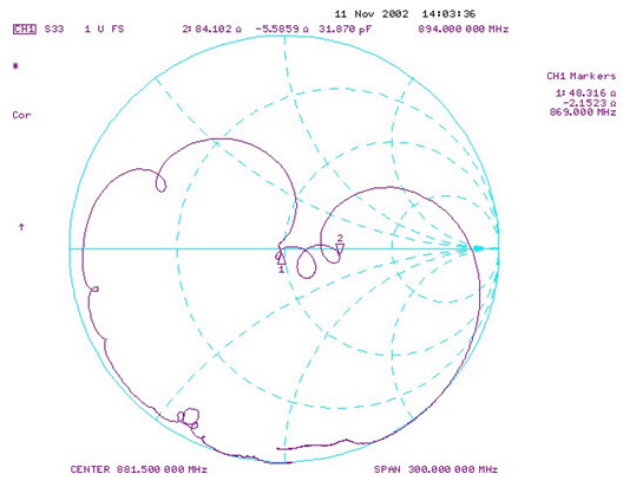 11 Nov 2002 14:03:36
CH1 S33 1 U FS 2: 84.102 Ω -5.5859 Ω 31.870 pF 894.000 000 MHz
*
CH1 Markers
1: 48.316 Ω
-2.1523 Ω
869.000 MHz
Cor
↑
2
1
CENTER 881.500 000 MHz SPAN 300.000 000 MHz